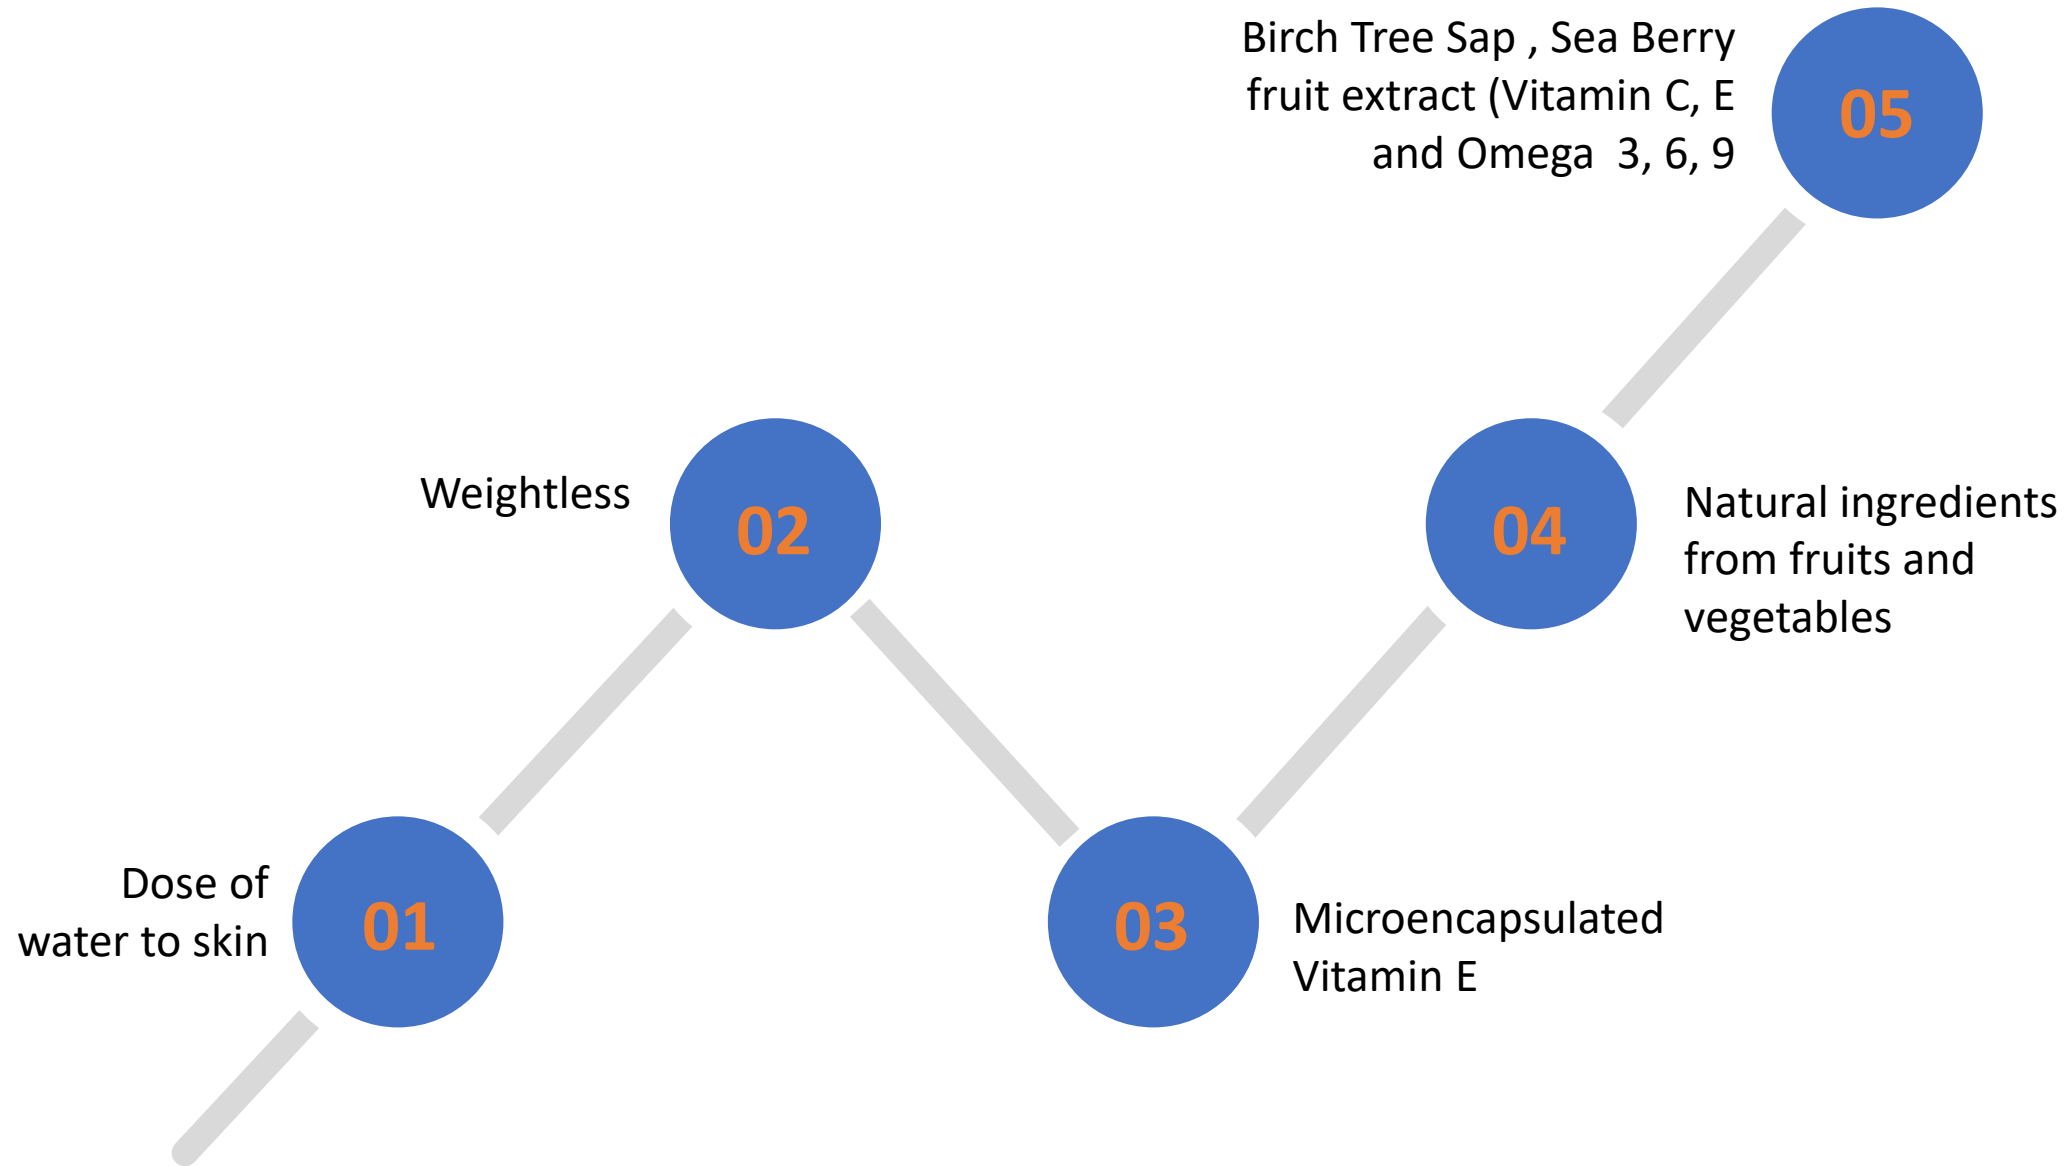 Dose of
water to skin
01
Weightless
02
03
Microencapsulated
Vitamin E
04
Natural ingredients
from fruits and
vegetables
Birch Tree Sap , Sea Berry
fruit extract (Vitamin C, E
and Omega  3, 6, 9
05